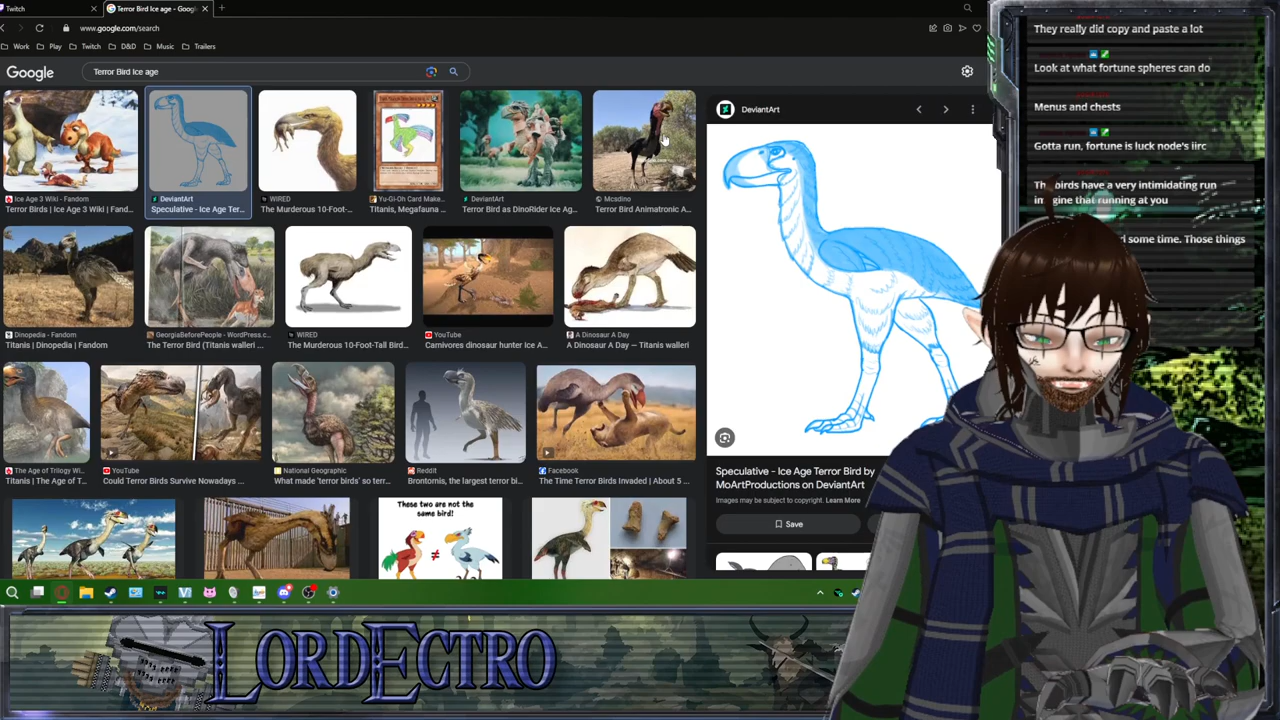 Twitch
Terror Bird Ice age - Goog
www.google.com/search
Work
Play
Twitch
D&D
Music
Trailers
Google
Terror Bird Ice age
Ice Age 3 Wiki | Fand...
Terror Birds | Ice Age 3 Wiki | Fand...
DeviantArt
Speculative - Ice Age Ter...
WIRED
The Murderous 10-Foot-...
Yu-Gi-Oh Card Make...
Titanis, Megafauna ...
DeviantArt
Terror Bird as DinoRider Ice Ag...
Mcsdino
Terror Bird Animatronic A...
Dinopedia - Fandom
Titanis | Dinopedia | Fandom
GeorgiaBeforePeople - WordPress.c...
The Terror Bird (Titanis walleri ...
WIRED
The Murderous 10-Foot-Tall Bird...
YouTube
Carnivores dinosaur hunter Ice A...
A Dinosaur A Day
A Dinosaur A Day — Titanis walleri
The Age of Trilogy Wi...
Titanis | The Age of T...
YouTube
Could Terror Birds Survive Nowadays ...
National Geographic
What made 'terror birds' so terr...
Reddit
Brontornis, the largest terror bi...
Facebook
The Time Terror Birds Invaded | About 5 ...
These two are not the
same bird!
≠
DeviantArt
Speculative - Ice Age Terror Bird by
MoArtProductions on DeviantArt
Images may be subject to copyright. Learn More
Save
They really did copy and paste a lot
Look at what fortune spheres can do
Menus and chests
Gotta run, fortune is luck node's iirc
birds have a very intimidating run
imagine that running at you
some time. Those things
LORDECTRO